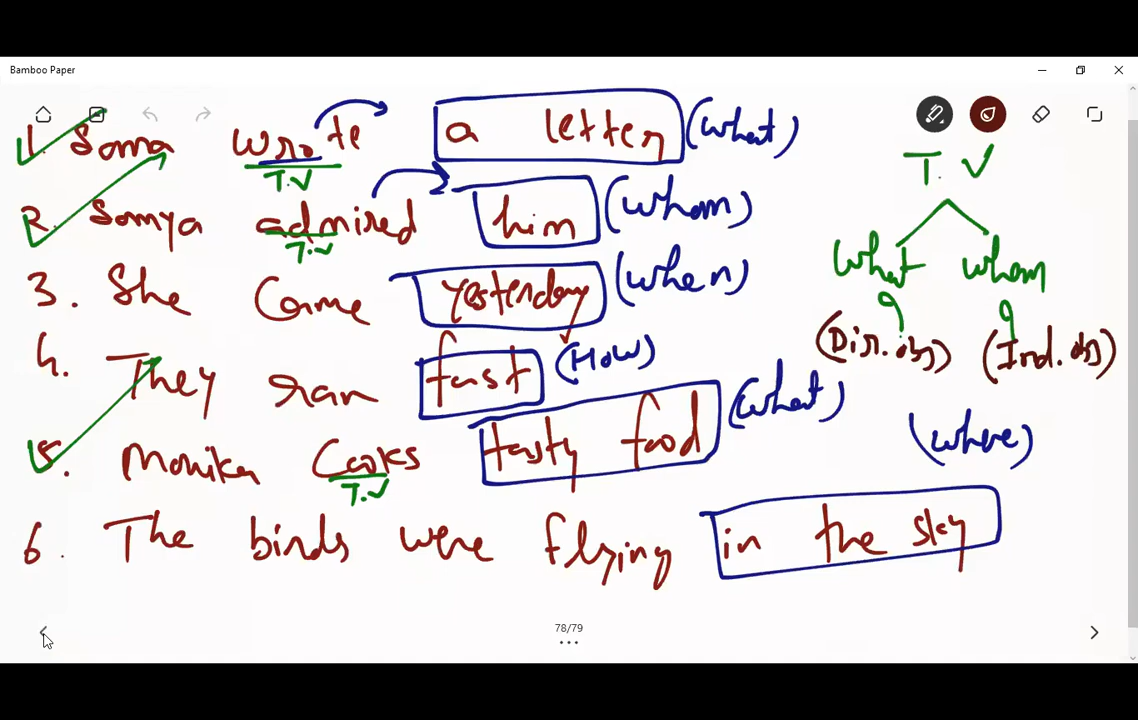 Bamboo Paper
1. Soma wrote a letter (what)
T.V
T.V
2. Somya admired him (whom)
T.V
what whom
3. She came yesterday (when)
(Dir. obj) (Ind. obj)
4. They ran fast (How)
5. Monika Cooks tasty food (what)
T.V
(where)
6. The birds were flying in the sky
78/79